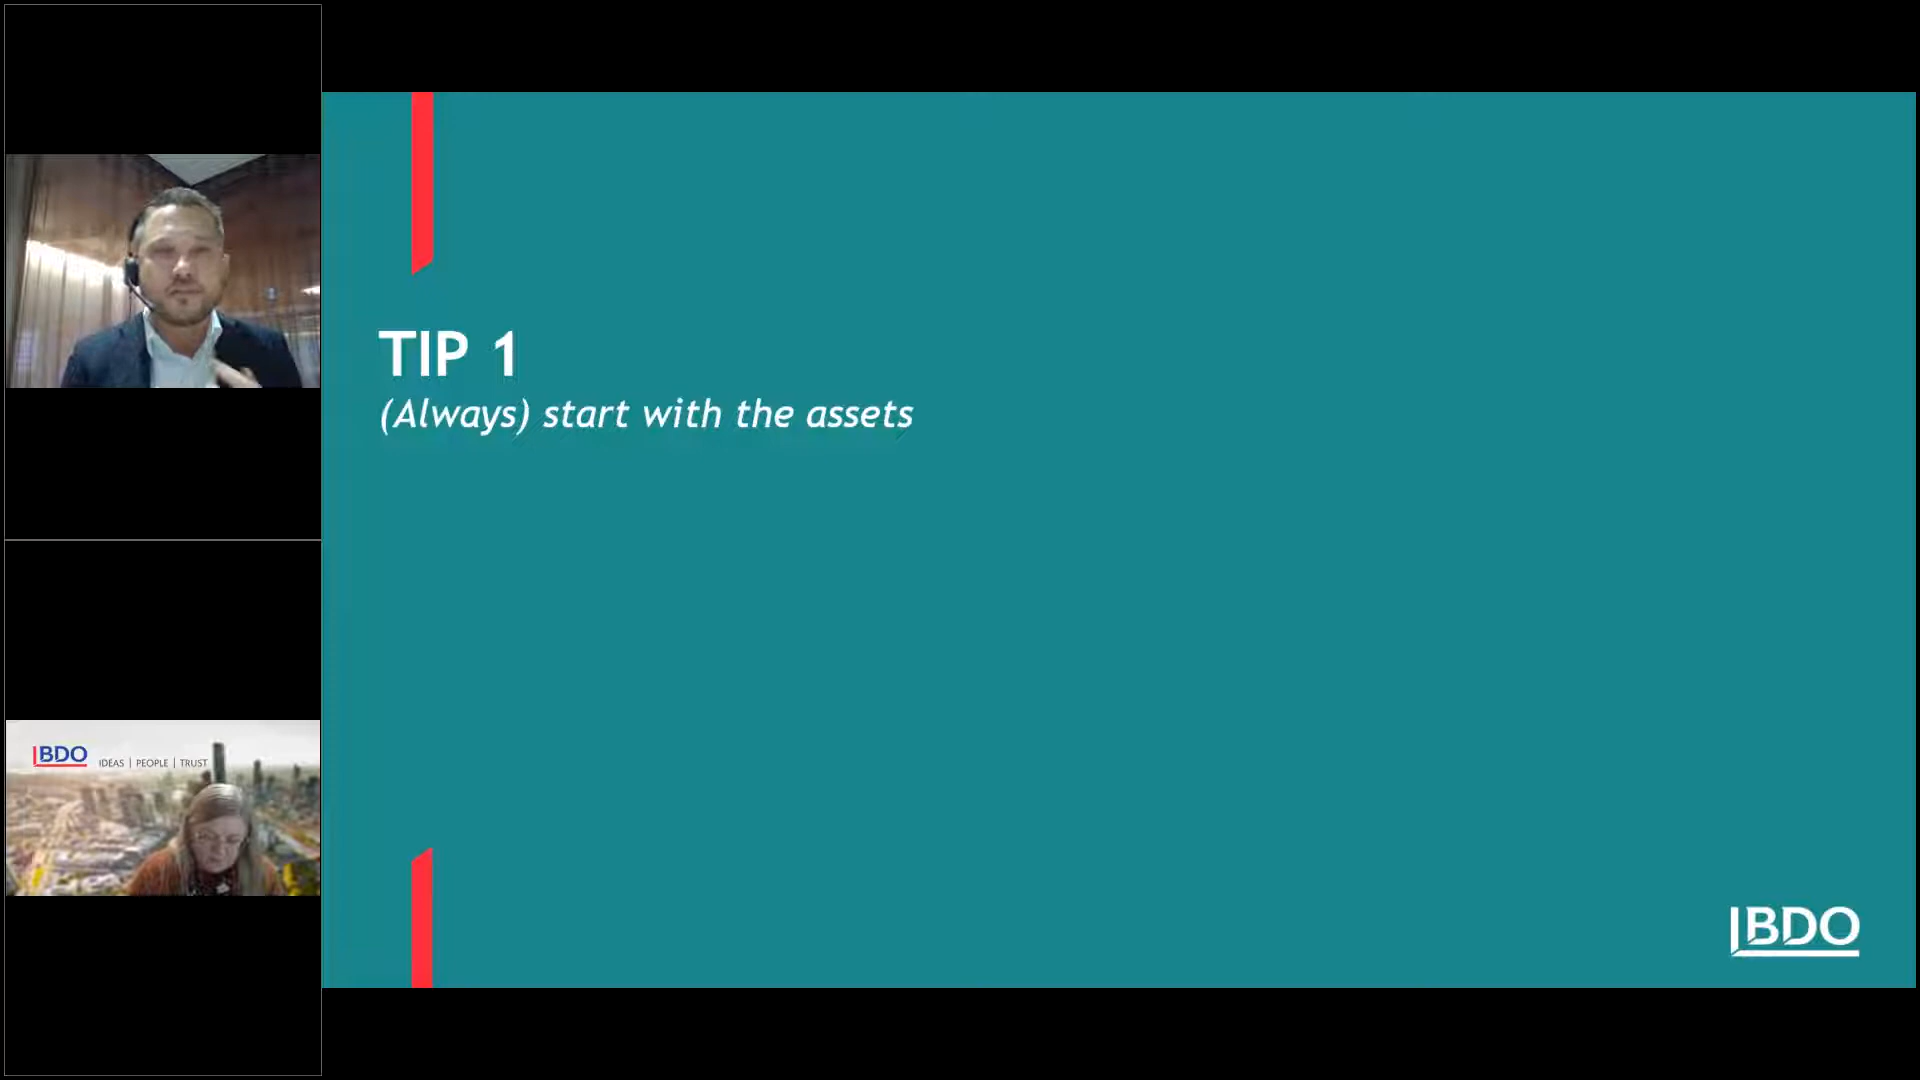 TIP 1
(Always) start with the assets
BDO
BDO IDEAS | PEOPLE | TRUST